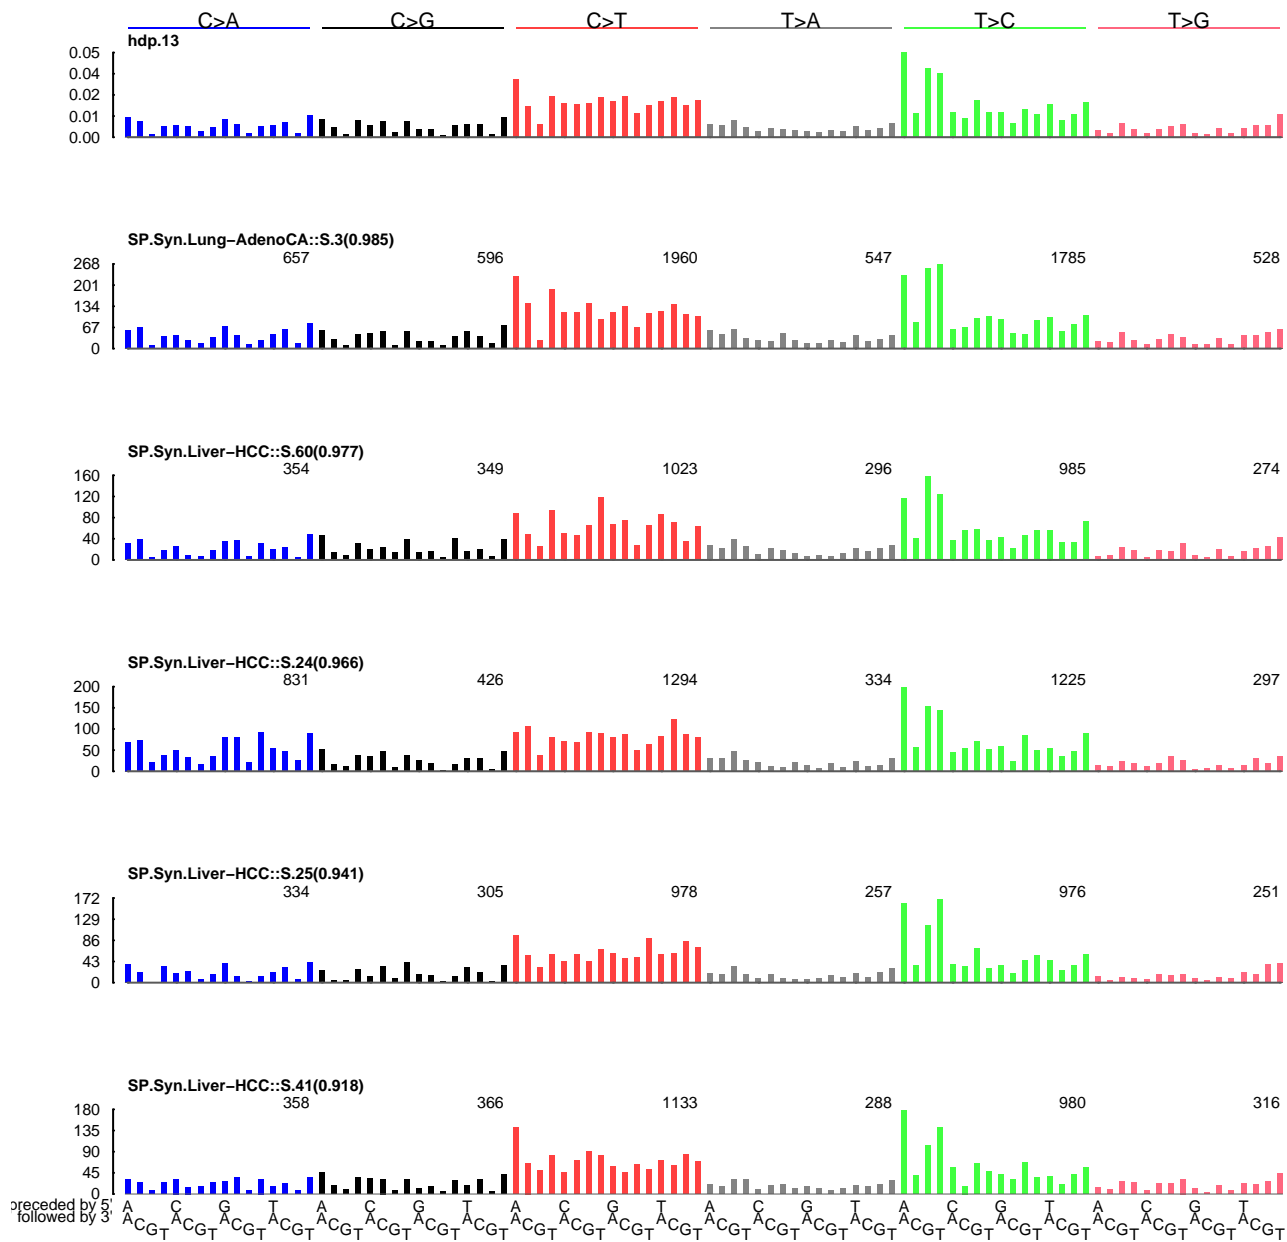 C>A C>G C>T T>A T>C T>G
hdp.13
0.05
0.04
0.02
0.01
0.00
SP.Syn.Lung−AdenoCA::S.3(0.985)
657 596 1960 547 1785 528
268
201
134
67
0
SP.Syn.Liver−HCC::S.60(0.977)
354 349 1023 296 985 274
160
120
80
40
0
SP.Syn.Liver−HCC::S.24(0.966)
831 426 1294 334 1225 297
200
150
100
50
0
SP.Syn.Liver−HCC::S.25(0.941)
334 305 978 257 976 251
172
129
86
43
0
SP.Syn.Liver−HCC::S.41(0.918)
358 366 1133 288 980 316
180
135
90
45
0
preceded by 5' A C G T A C G T A C G T A C G T A C G T A C G T
followed by 3' A C G T A C G T A C G T A C G T A C G T A C G T A C G T A C G T A C G T A C G T A C G T A C G T A C G T A C G T A C G T A C G T A C G T A C G T A C G T A C G T A C G T A C G T A C G T A C G T